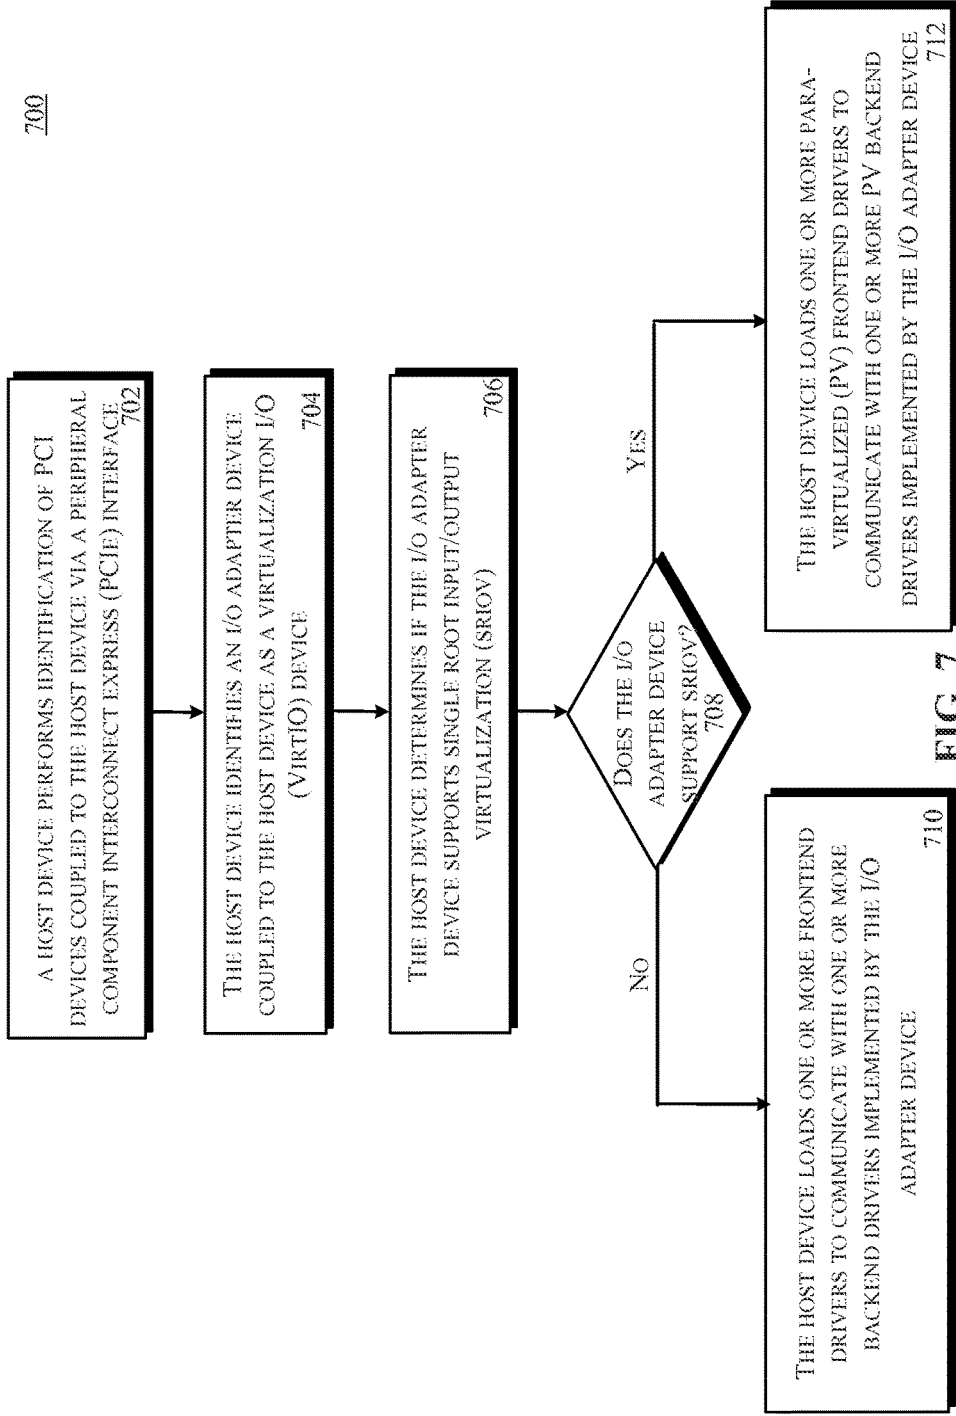 700
A HOST DEVICE PERFORMS IDENTIFICATION OF PCI
DEVICES COUPLED TO THE HOST DEVICE VIA A PERIPHERAL
COMPONENT INTERCONNECT EXPRESS (PCIE) INTERFACE
702
THE HOST DEVICE IDENTIFIES AN I/O ADAPTER DEVICE
COUPLED TO THE HOST DEVICE AS A VIRTUALIZATION I/O
(VIRTIO) DEVICE
704
THE HOST DEVICE DETERMINES IF THE I/O ADAPTER
DEVICE SUPPORTS SINGLE ROOT INPUT/OUTPUT
VIRTUALIZATION (SRIOV)
706
DOES THE I/O
ADAPTER DEVICE
SUPPORT SRIOV?
708
NO
YES
THE HOST DEVICE LOADS ONE OR MORE FRONTEND
DRIVERS TO COMMUNICATE WITH ONE OR MORE
BACKEND DRIVERS IMPLEMENTED BY THE I/O
ADAPTER DEVICE
710
THE HOST DEVICE LOADS ONE OR MORE PARA-
VIRTUALIZED (PV) FRONTEND DRIVERS TO
COMMUNICATE WITH ONE OR MORE PV BACKEND
DRIVERS IMPLEMENTED BY THE I/O ADAPTER DEVICE
712
FIG. 7